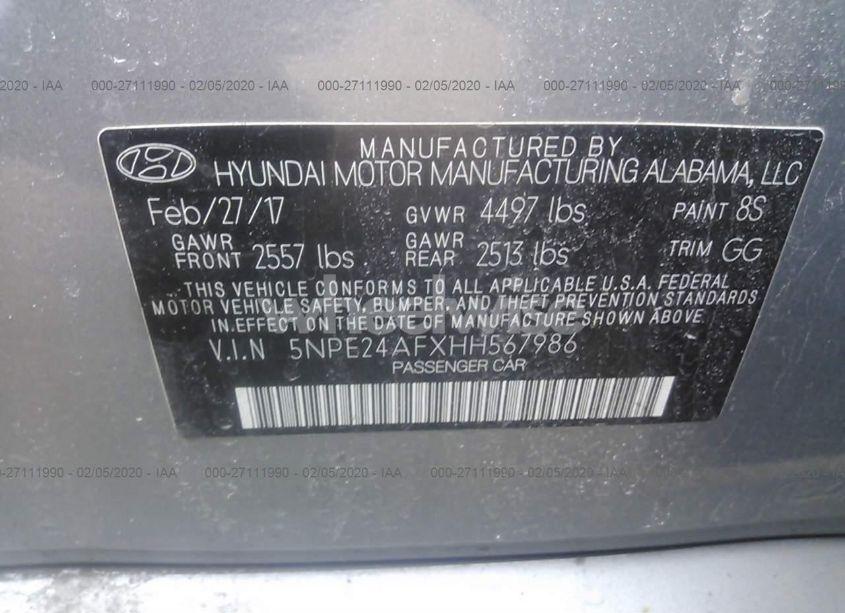 2020 - IAA 000-27111990 - 02/05/2020 - IAA 000-27111990 - 02/05/2020 - IAA 000-27111990 - 02/05/2020 - IAA
MANUFACTURED BY
HYUNDAI MOTOR MANUFACTURING ALABAMA, LLC
Feb/27/17 GVWR 4497 lbs PAINT 8S
GAWR FRONT 2557 lbs GAWR REAR 2513 lbs TRIM GG
THIS VEHICLE CONFORMS TO ALL APPLICABLE U.S.A. FEDERAL
MOTOR VEHICLE SAFETY, BUMPER, AND THEFT PREVENTION STANDARDS
IN EFFECT ON THE DATE OF MANUFACTURE SHOWN ABOVE.
V.I.N 5NPE24AFXHH567986
PASSENGER CAR
000-27111990 - 02/05/2020 - IAA 000-27111990 - 02/05/2020 - IAA 000-27111990 - 02/05/2020 - IAA